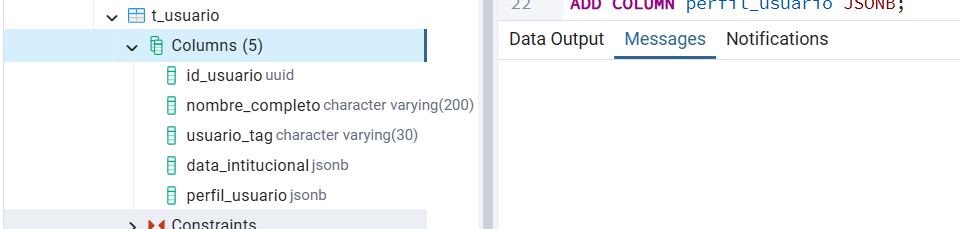 t_usuario
Columns (5)
id_usuario uuid
nombre_completo character varying(200)
usuario_tag character varying(30)
data_intitucional jsonb
perfil_usuario jsonb
Constraints
22 ADD COLUMN perfil_usuario JSONB;
Data Output Messages Notifications